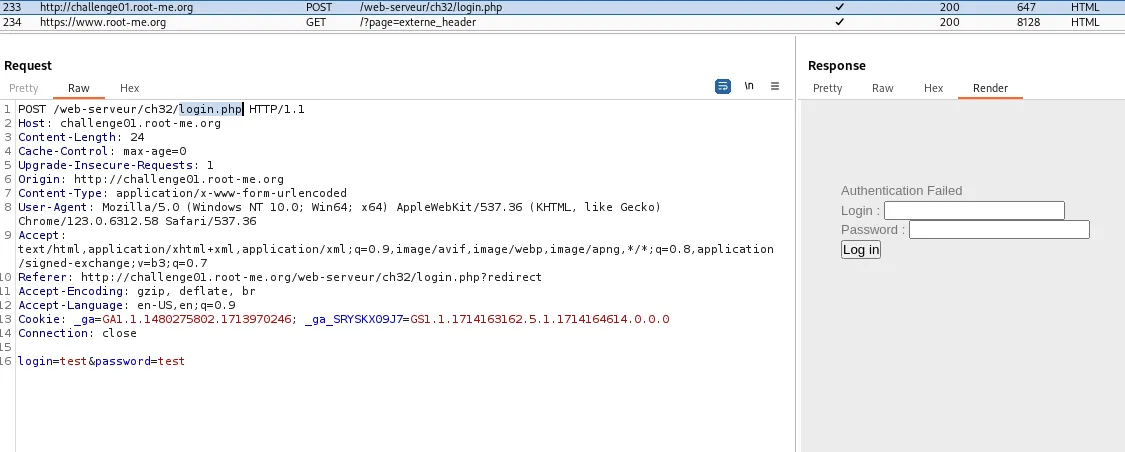 233 http://challenge01.root-me.org POST /web-serveur/ch32/login.php ✓ 200 647 HTML
234 https://www.root-me.org GET /?page=externe_header ✓ 200 8128 HTML
Request
Pretty Raw Hex
\n
1 POST /web-serveur/ch32/login.php HTTP/1.1
2 Host: challenge01.root-me.org
3 Content-Length: 24
4 Cache-Control: max-age=0
5 Upgrade-Insecure-Requests: 1
6 Origin: http://challenge01.root-me.org
7 Content-Type: application/x-www-form-urlencoded
8 User-Agent: Mozilla/5.0 (Windows NT 10.0; Win64; x64) AppleWebKit/537.36 (KHTML, like Gecko)
Chrome/123.0.6312.58 Safari/537.36
9 Accept:
text/html,application/xhtml+xml,application/xml;q=0.9,image/avif,image/webp,image/apng,*/*;q=0.8,application
/signed-exchange;v=b3;q=0.7
10 Referer: http://challenge01.root-me.org/web-serveur/ch32/login.php?redirect
11 Accept-Encoding: gzip, deflate, br
12 Accept-Language: en-US,en;q=0.9
13 Cookie: _ga=GA1.1.1480275802.1713970246; _ga_SRYSKX09J7=GS1.1.1714163162.5.1.1714164614.0.0.0
14 Connection: close
15
16 login=test&password=test
Response
Pretty Raw Hex Render
Authentication Failed
Login :
Password :
Log in